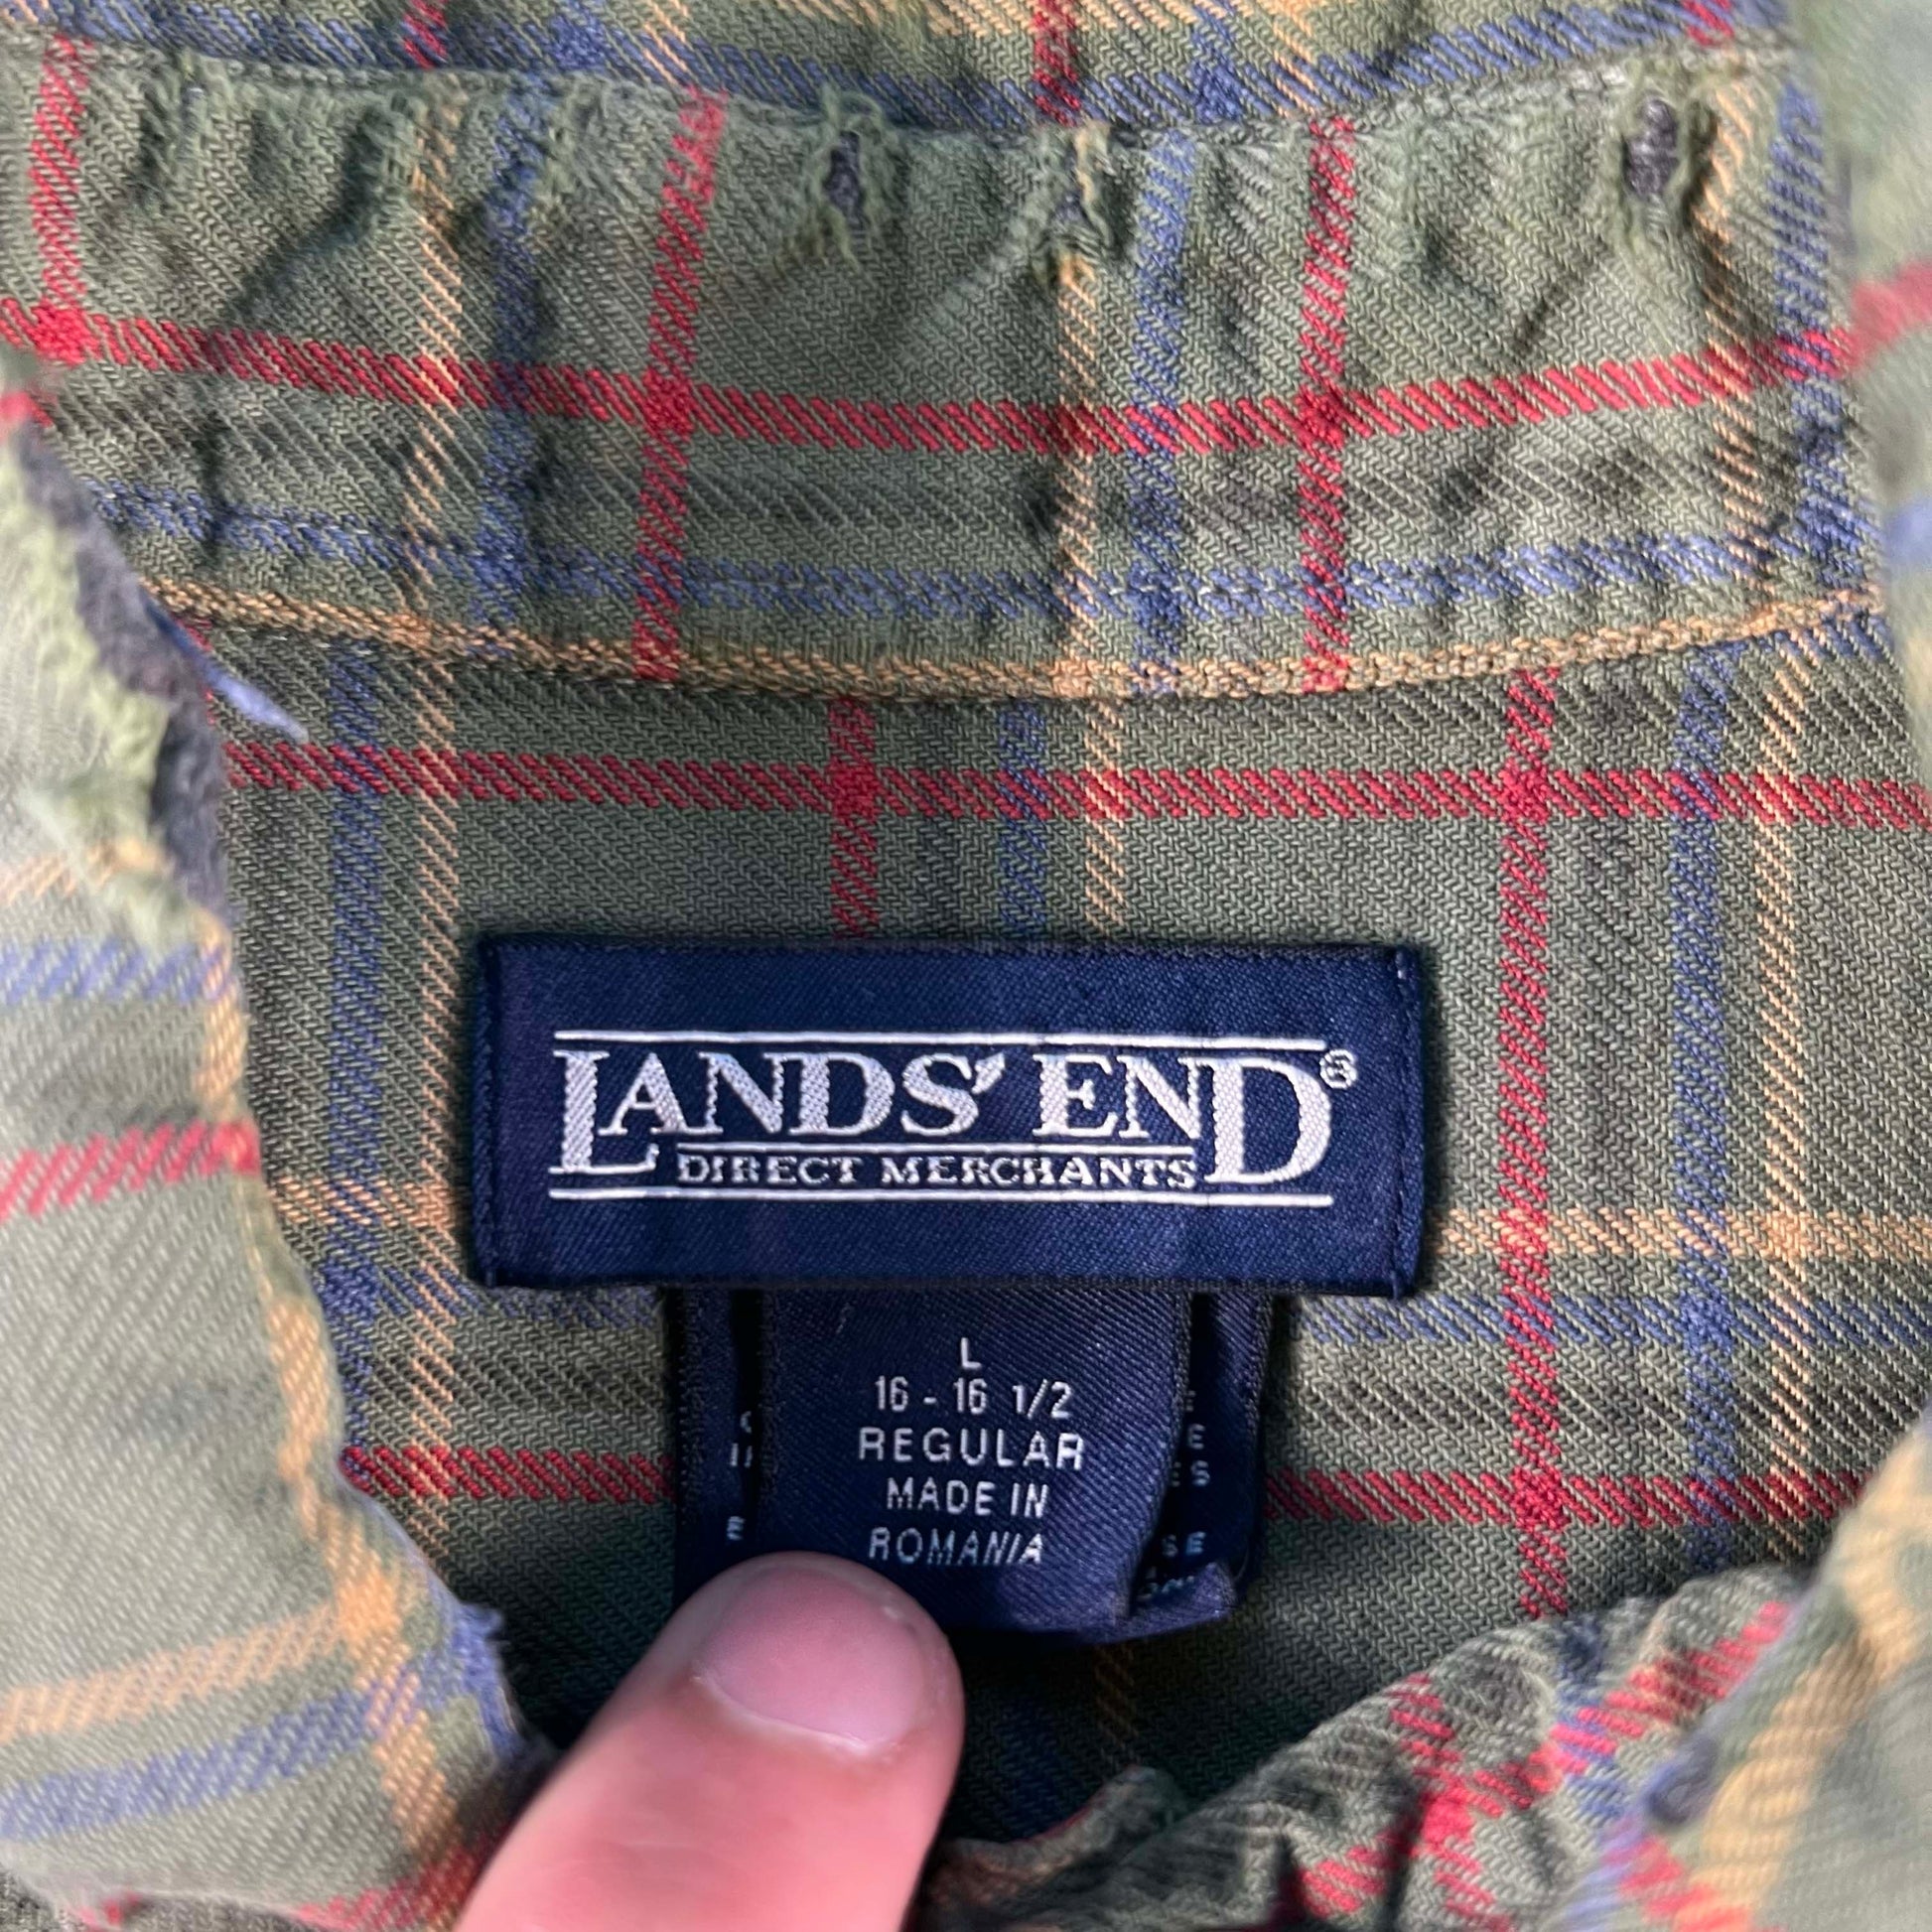 LANDS' END®
DIRECT MERCHANTS
L
16 - 16 1/2
REGULAR
MADE IN
ROMANIA